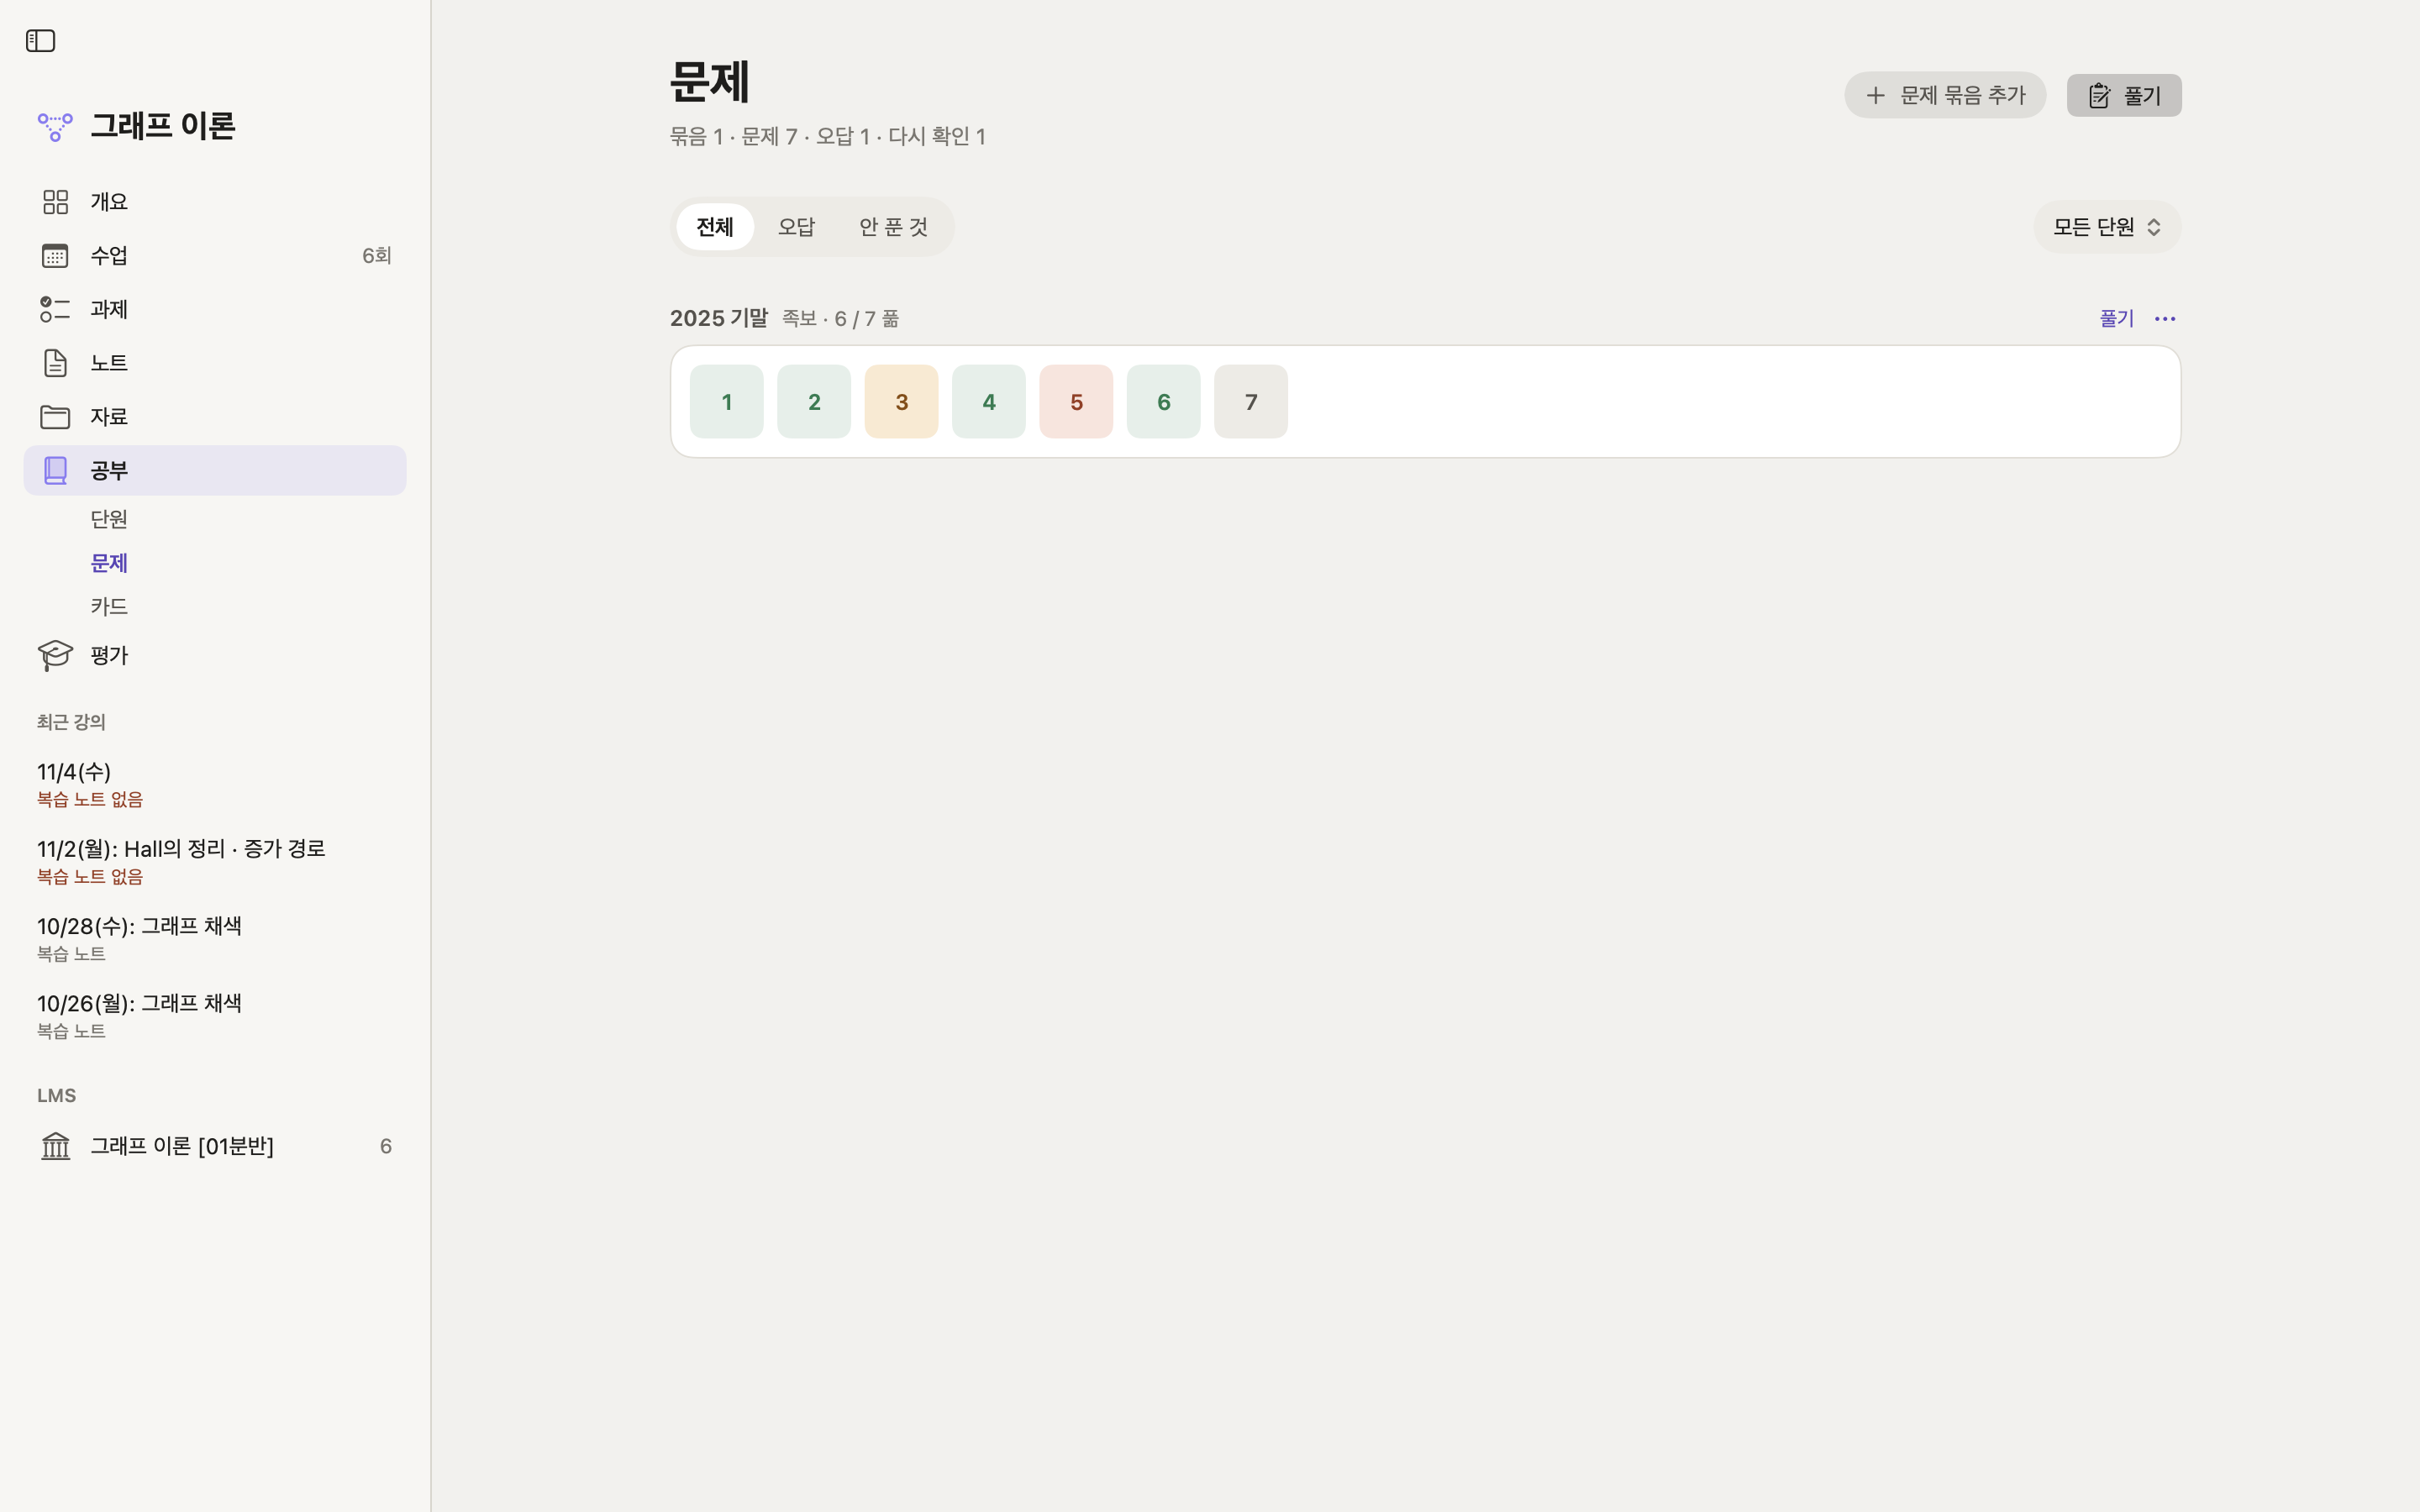 그래프 이론
개요
수업 6회
과제
노트
자료
공부
단원
문제
카드
평가
최근 강의
11/4(수)
복습 노트 없음
11/2(월): Hall의 정리 · 증가 경로
복습 노트 없음
10/28(수): 그래프 채색
복습 노트
10/26(월): 그래프 채색
복습 노트
LMS
그래프 이론 [01분반] 6
문제
묶음 1 · 문제 7 · 오답 1 · 다시 확인 1
문제 묶음 추가
풀기
전체 오답 안 푼 것
모든 단원
2025 기말 족보 · 6 / 7 풂
풀기
1 2 3 4 5 6 7